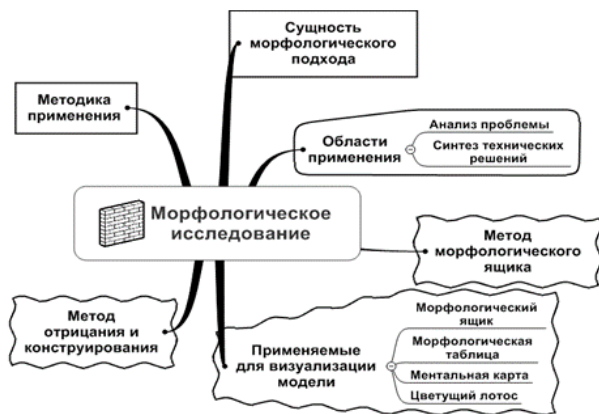 Сущность
морфологического
подхода
Методика
применения
Области
применения
Анализ проблемы
Синтез технических
решений
Морфологическое
исследование
Метод
морфологического
ящика
Метод
отрицания и
конструирования
Применяемые
для визуализации
модели
Морфологический
ящик
Морфологическая
таблица
Ментальная карта
Цветущий лотос